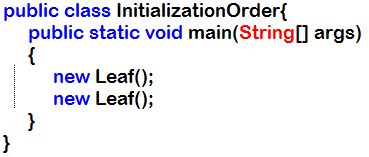 public class InitializationOrder{
public static void main(String[] args)
{
new Leaf();
new Leaf();
}
}